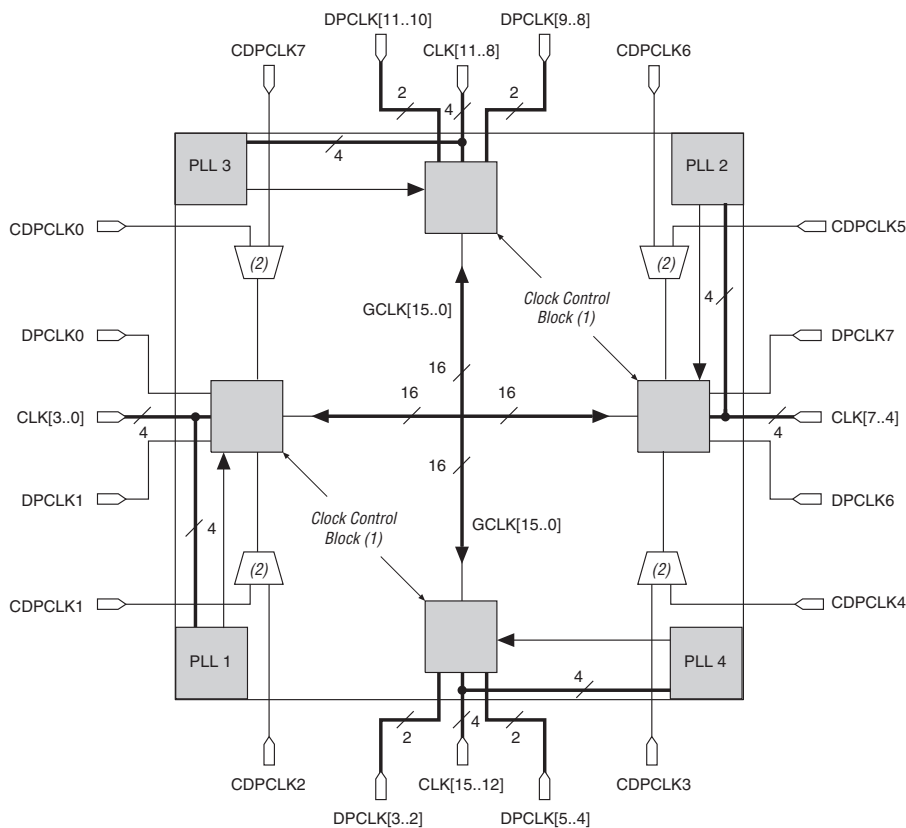 DPCLK[11..10]
DPCLK[9..8]
CDPCLK7
CLK[11..8]
CDPCLK6
2
4
2
4
PLL 3
PLL 2
CDPCLK0
CDPCLK5
(2)
(2)
4
GCLK[15..0]
Clock Control
Block (1)
DPCLK0
DPCLK7
16
16
16
CLK[3..0]
4
CLK[7..4]
4
16
DPCLK1
DPCLK6
4
Clock Control
Block (1)
GCLK[15..0]
(2)
(2)
CDPCLK1
CDPCLK4
PLL 1
PLL 4
4
2
4
2
CDPCLK2
CLK[15..12]
CDPCLK3
DPCLK[3..2]
DPCLK[5..4]